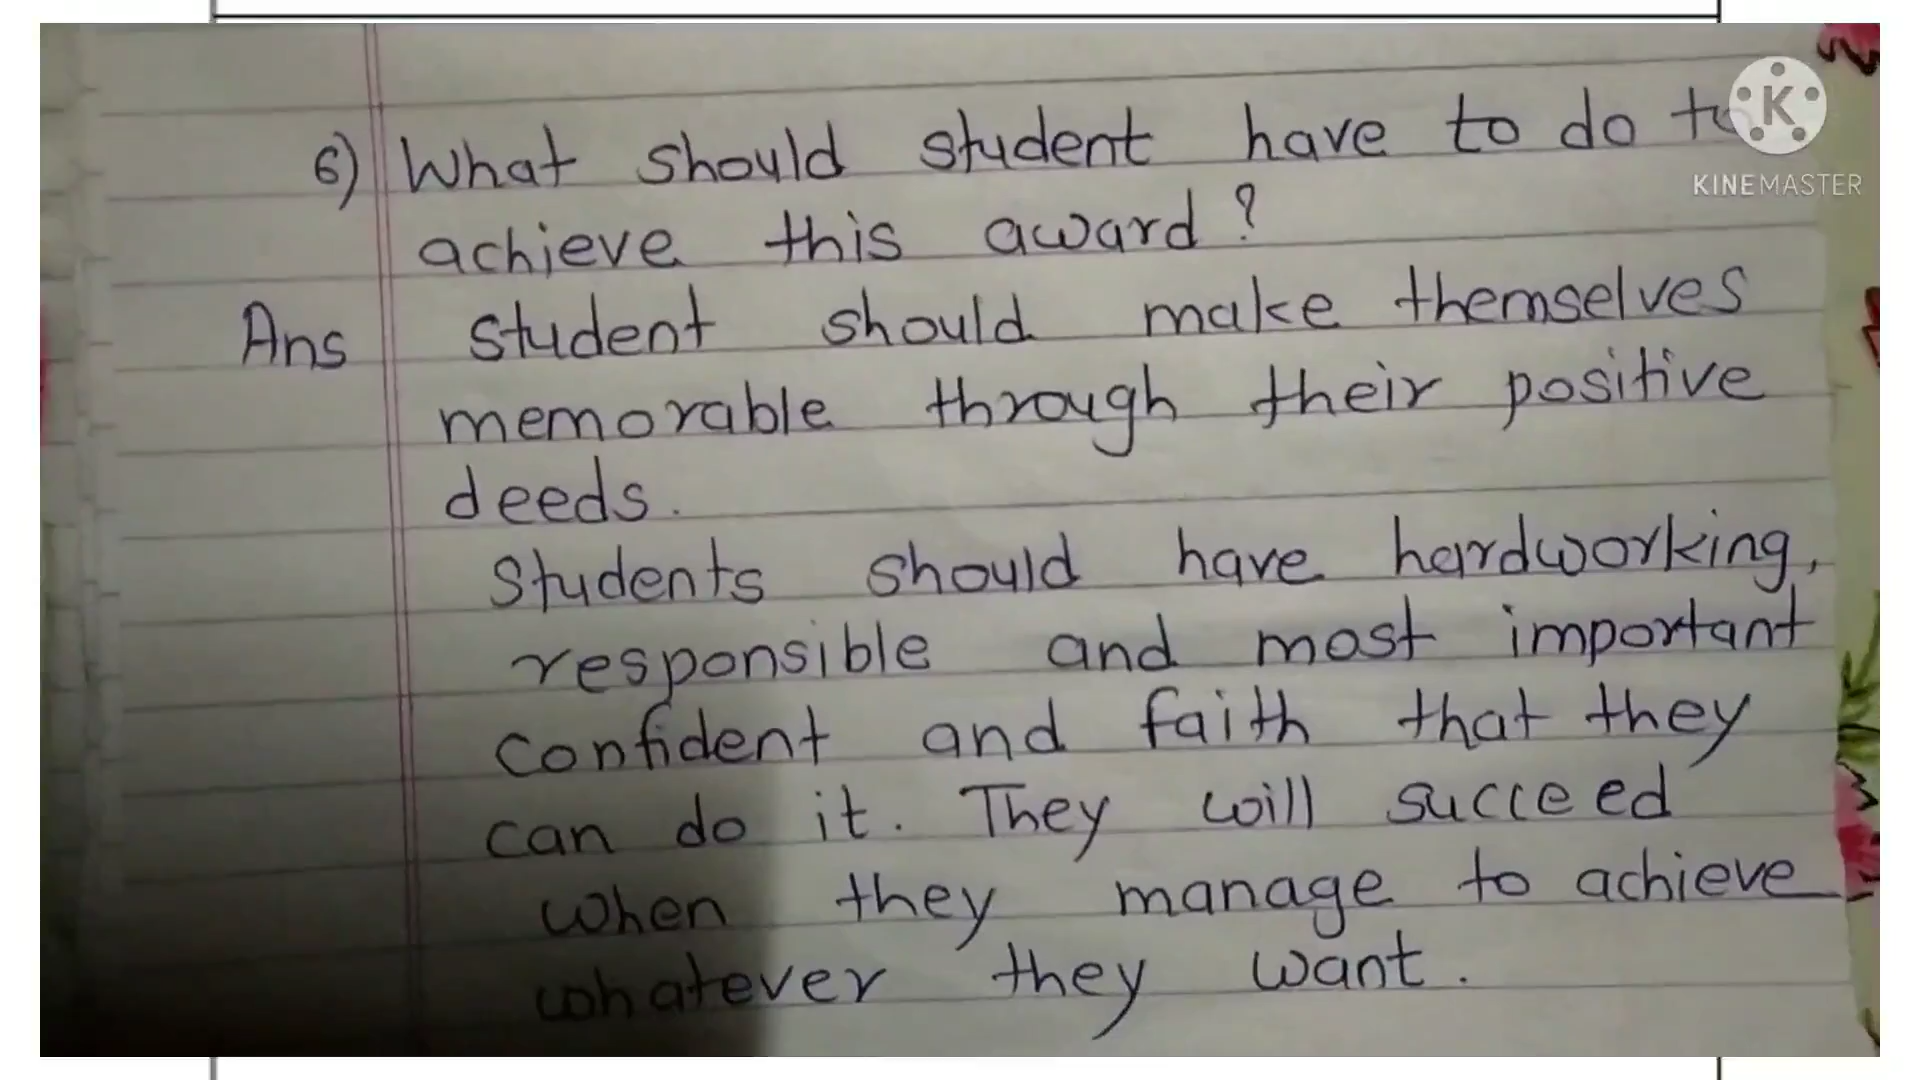 6) What should student have to do to
achieve this award?
Ans student should make themselves
memorable through their positive
deeds.
Students should have hardworking,
responsible and most important
confident and faith that they
can do it. They will succeed
when they manage to achieve
whatever they want.
K
KINEMASTER